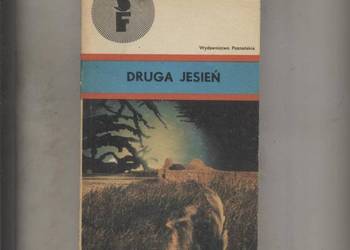 SF
Wydawnictwo Poznańskie
DRUGA JESIEŃ